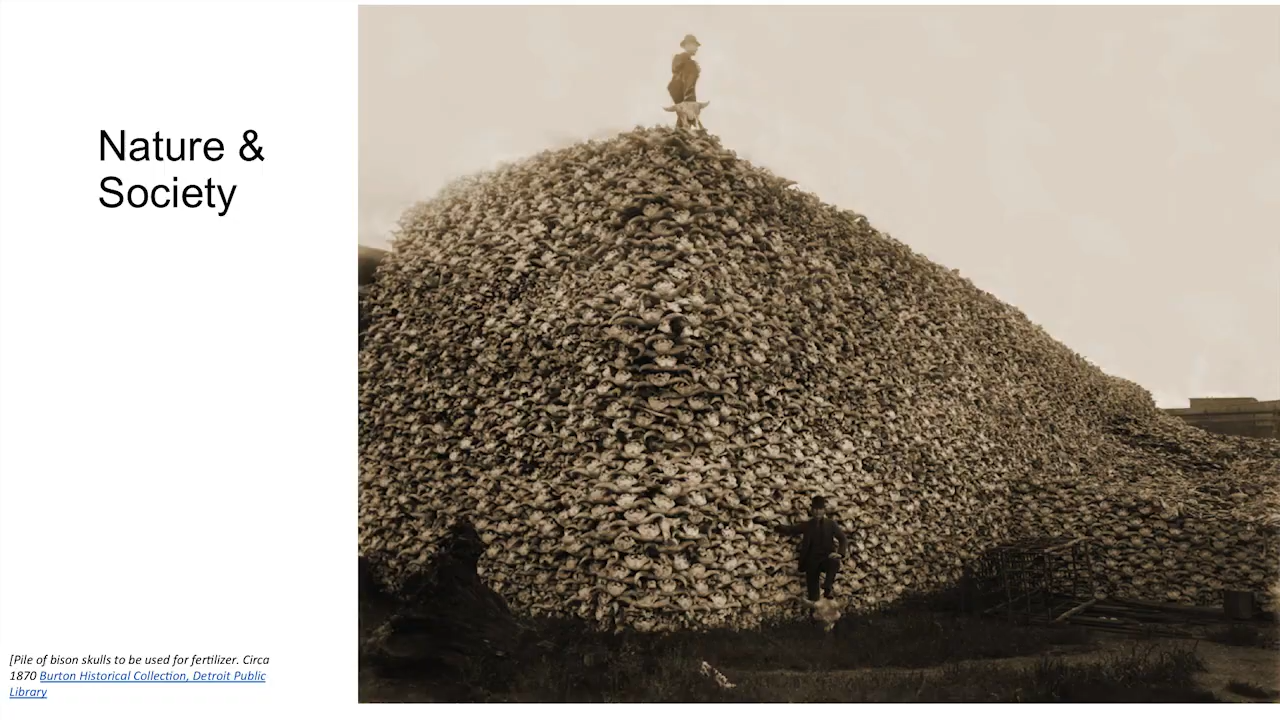 Nature &
Society
[Pile of bison skulls to be used for fertilizer. Circa
1870 Burton Historical Collection, Detroit Public
Library